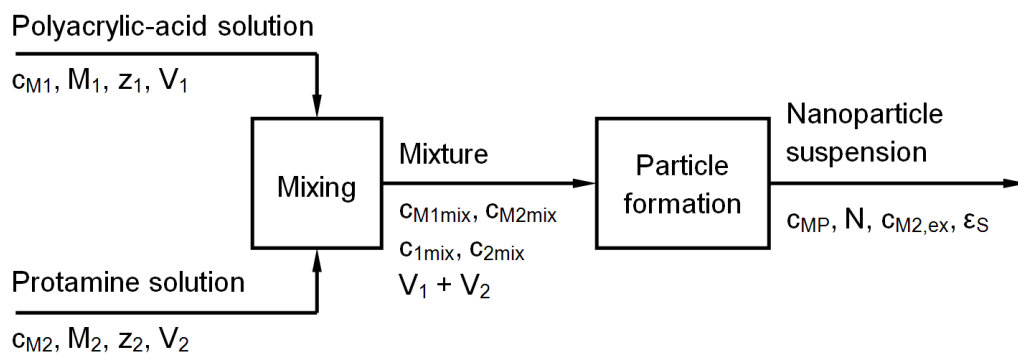 Polyacrylic-acid solution
cM1, M1, z1, V1
Mixing
Protamine solution
cM2, M2, z2, V2
Mixture
cM1mix, cM2mix
c1mix, c2mix
V1 + V2
Particle
formation
Nanoparticle
suspension
cMP, N, cM2,ex, εS